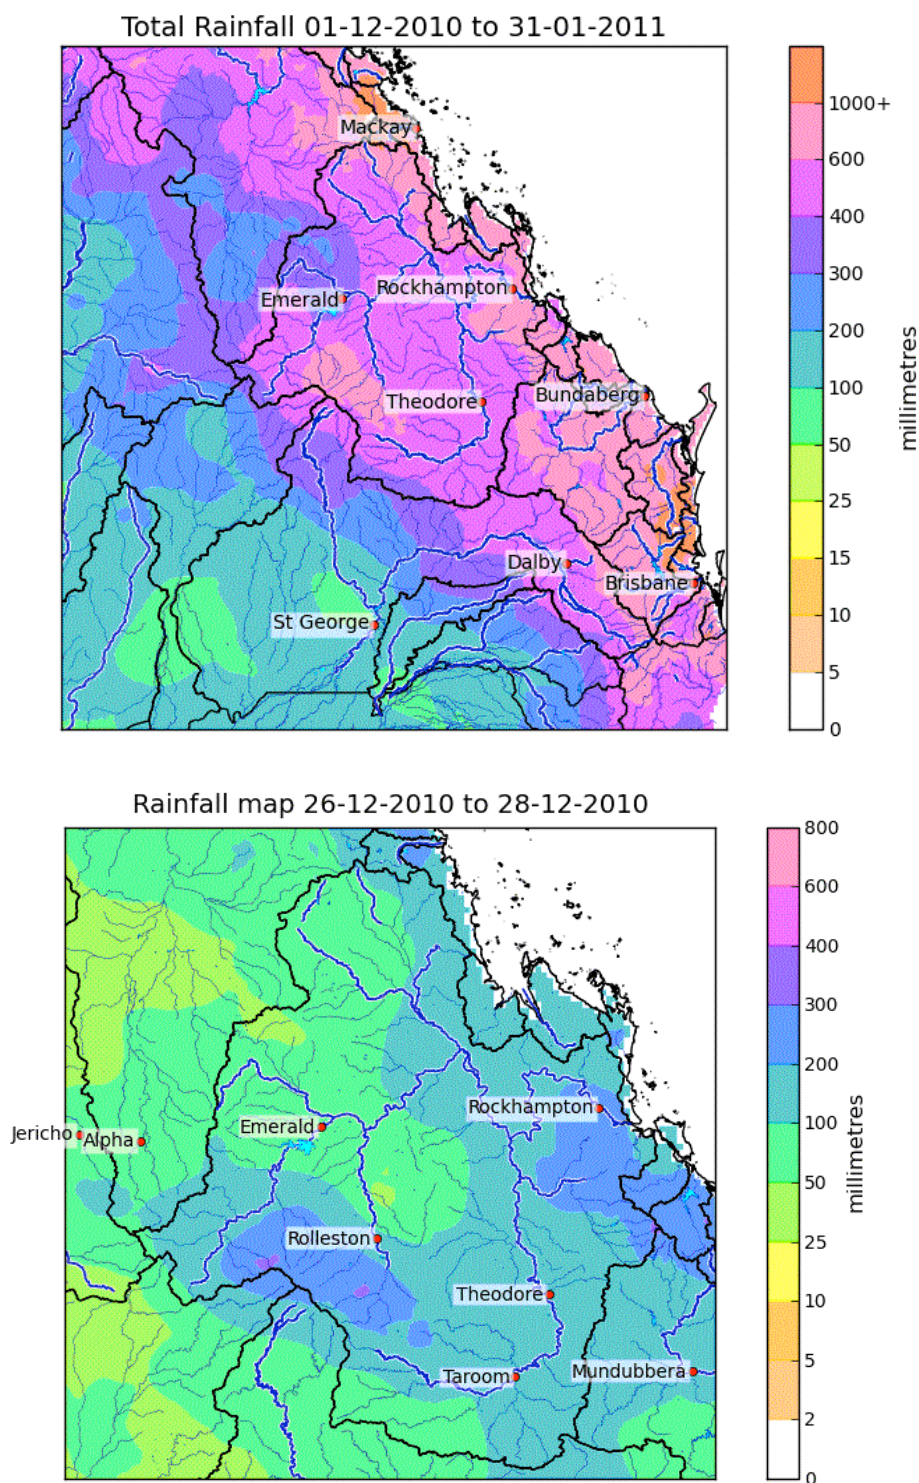 Total Rainfall 01-12-2010 to 31-01-2011
1000+
Mackay
600
400
300
Rockhampton
Emerald
200
100
Theodore
Bundaberg
millimetres
50
25
15
Dalby
Brisbane
10
St George
5
0
Rainfall map 26-12-2010 to 28-12-2010
800
600
400
300
200
Rockhampton
100
Emerald
Jericho
Alpha
50
millimetres
Rolleston
25
Theodore
10
5
Taroom
Mundubbera
2
0